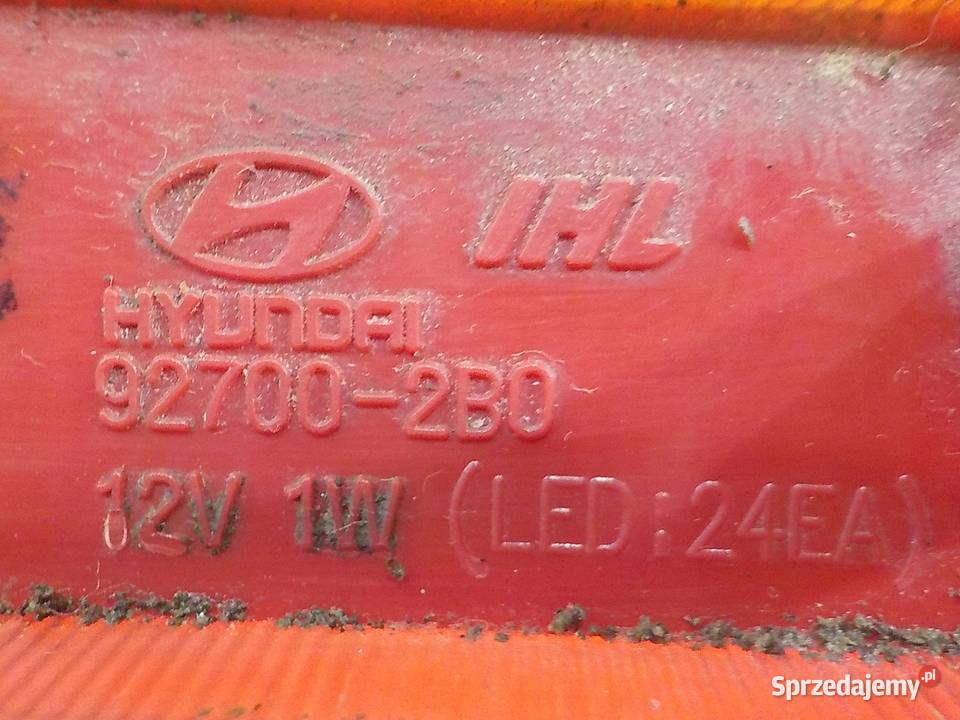 IHL
HYUNDAI
92700-2B0
12V 1W (LED:24EA)
Sprzedajemy.pl